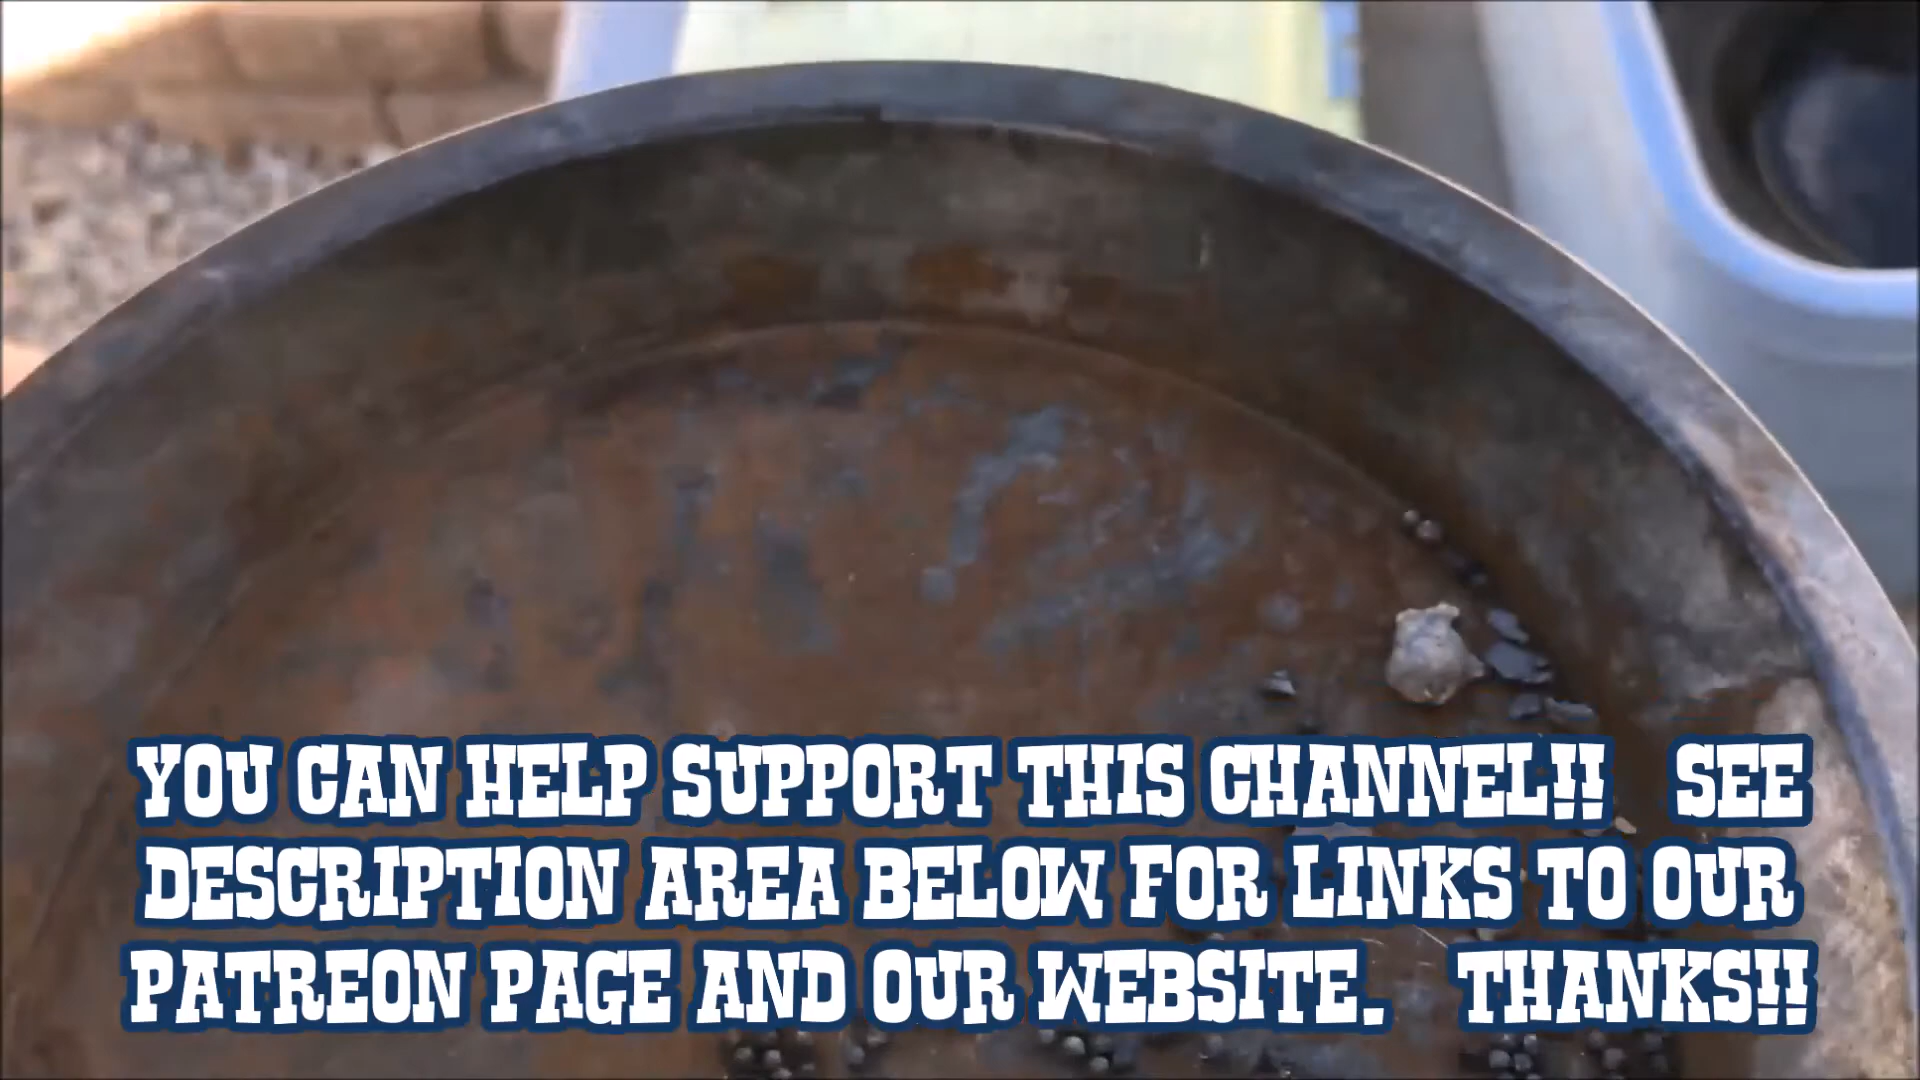 YOU CAN HELP SUPPORT THIS CHANNEL!! SEE
DESCRIPTION AREA BELOW FOR LINKS TO OUR
PATREON PAGE AND OUR WEBSITE. THANKS!!